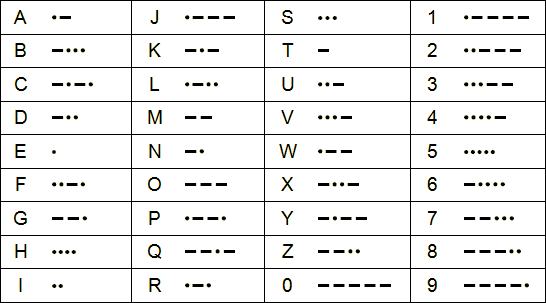 A •− J •−−− S ••• 1 •−−−−
B −••• K −•− T − 2 ••−−−
C −•−• L •−•• U ••− 3 •••−−
D −•• M −− V •••− 4 ••••−
E • N −• W •−− 5 •••••
F ••−• O −−− X −••− 6 −••••
G −−• P •−−• Y −•−− 7 −−•••
H •••• Q −−•− Z −−•• 8 −−−••
I •• R •−• 0 −−−−− 9 −−−−•